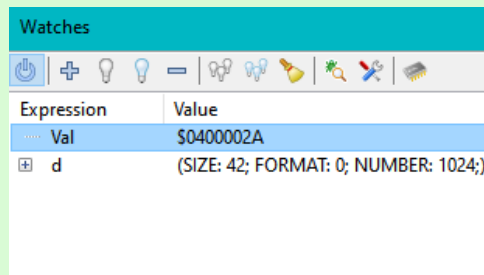 Watches
Expression Value
Val $0400002A
d (SIZE: 42; FORMAT: 0; NUMBER: 1024;)